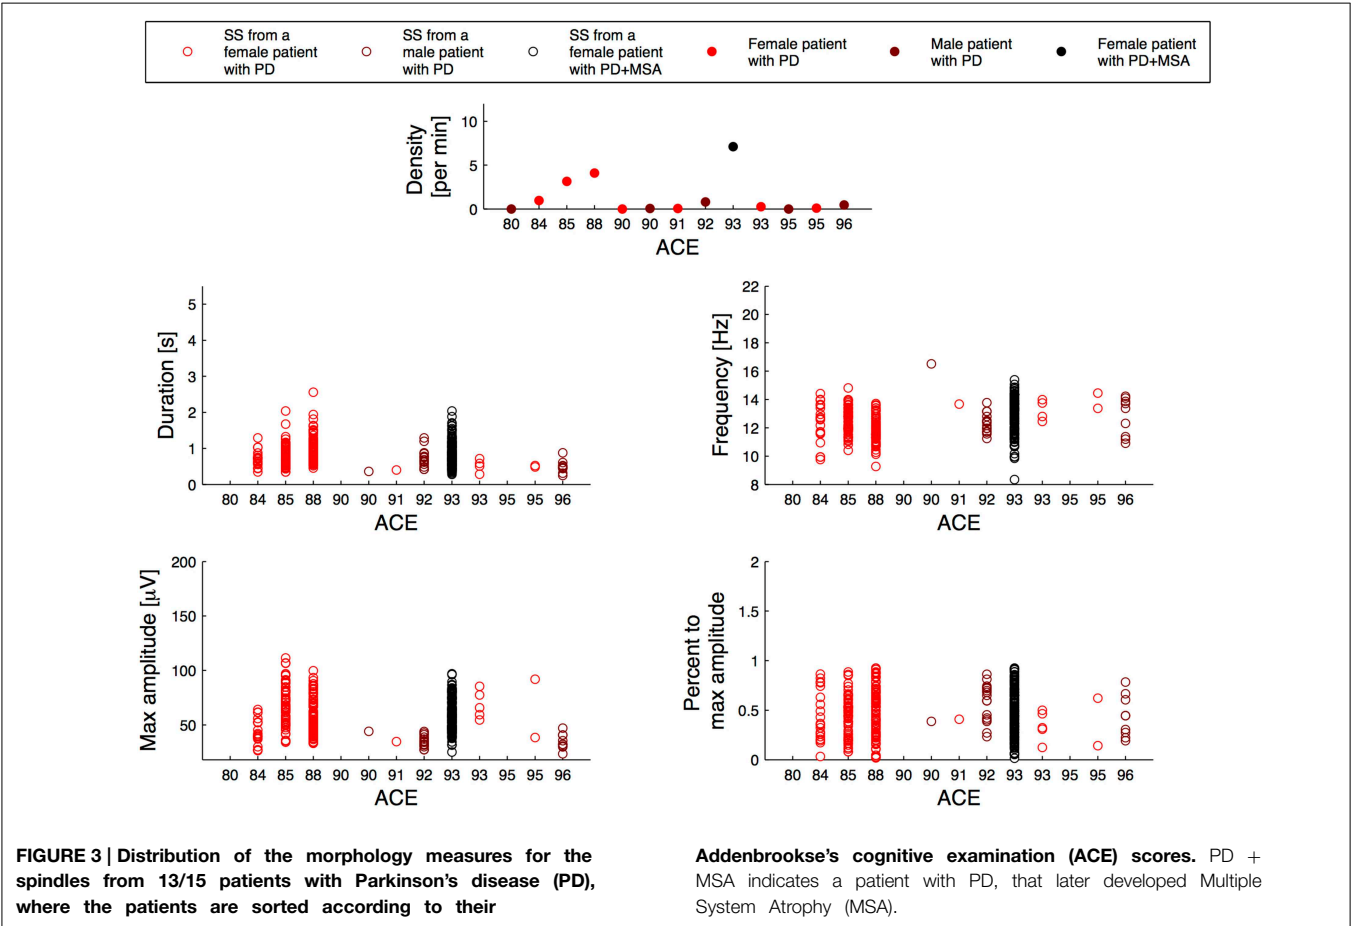 SS from a
female patient
with PD
SS from a
male patient
with PD
SS from a
female patient
with PD+MSA
Female patient
with PD
Male patient
with PD
Female patient
with PD+MSA
Density
[per min]
10
5
0
80 84 85 88 90 90 91 92 93 93 95 95 96
ACE
Duration [s]
5
4
3
2
1
0
80 84 85 88 90 90 91 92 93 93 95 95 96
ACE
Frequency [Hz]
22
20
18
16
14
12
10
8
80 84 85 88 90 90 91 92 93 93 95 95 96
ACE
Max amplitude [μV]
200
150
100
50
80 84 85 88 90 90 91 92 93 93 95 95 96
ACE
Percent to
max amplitude
2
1.5
1
0.5
0
80 84 85 88 90 90 91 92 93 93 95 95 96
ACE
FIGURE 3 | Distribution of the morphology measures for the
spindles from 13/15 patients with Parkinson's disease (PD),
where the patients are sorted according to their
Addenbrookse's cognitive examination (ACE) scores. PD +
MSA indicates a patient with PD, that later developed Multiple
System Atrophy (MSA).